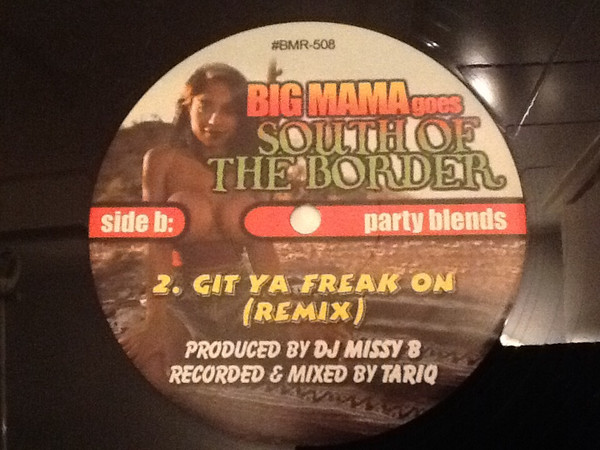 #BMR-508
BIG MAMA goes
SOUTH OF
THE BORDER
side b: party blends
2. GIT YA FREAK ON
(REMIX)
PRODUCED BY DJ MISSY B
RECORDED & MIXED BY TARIQ